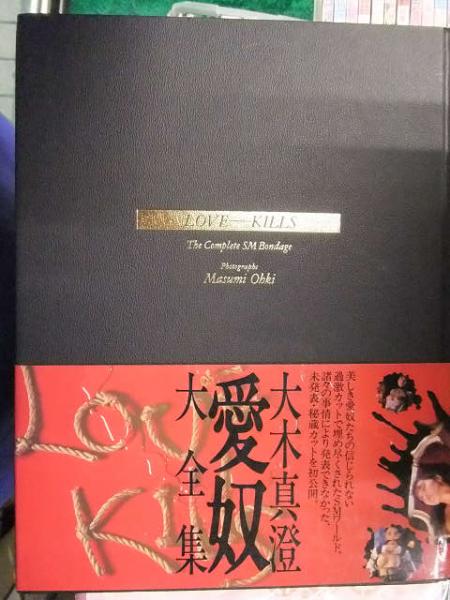 LOVE—KILLS
The Complete SM Bondage
Photographs
Masumi Ohki
美しき愛奴たちの信じられない
過激カットで埋め尽くされたSMワールド。
諸々の事情により発表できなかった、
未発表・秘蔵カットを初公開。
大木真澄
愛奴
大全集
Love
Kills